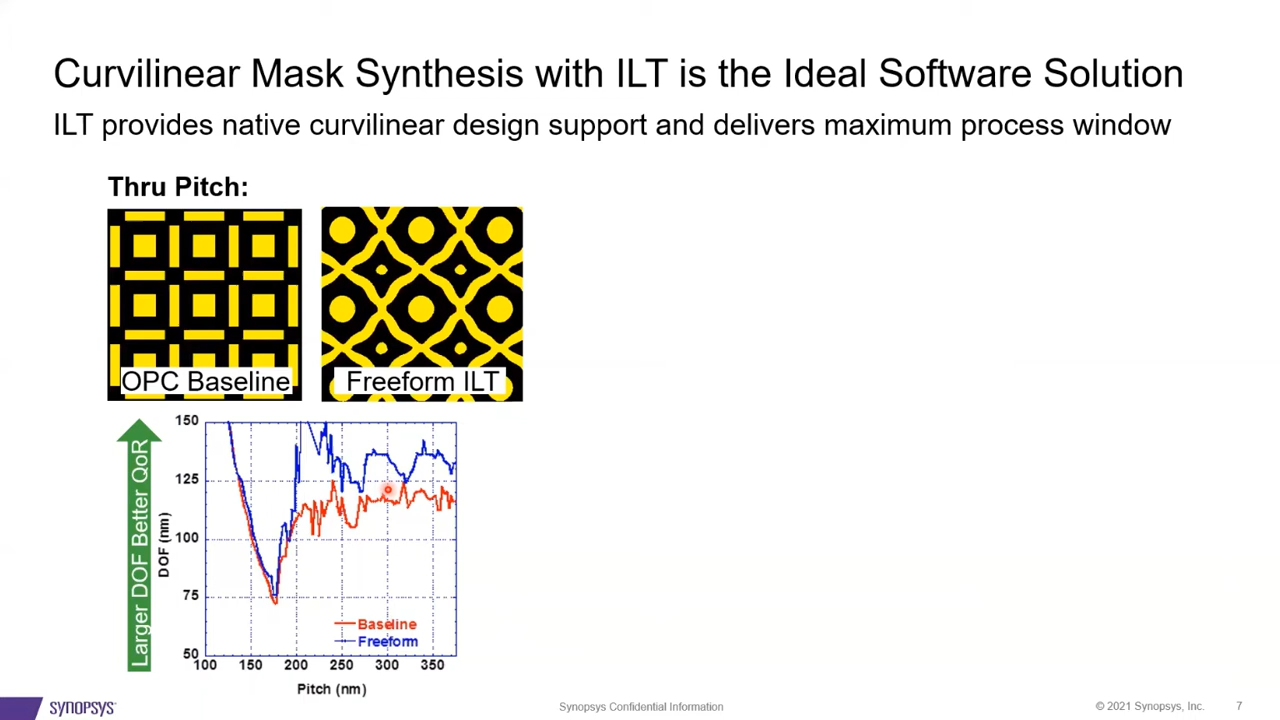 Curvilinear Mask Synthesis with ILT is the Ideal Software Solution
ILT provides native curvilinear design support and delivers maximum process window
Thru Pitch:
OPC Baseline
Freeform ILT
Larger DOF Better QoR
DOF (nm)
150
125
100
75
50
Baseline
Freeform
100 150 200 250 300 350
Pitch (nm)
SYNOPSYS
Synopsys Confidential Information
© 2021 Synopsys, Inc.
7